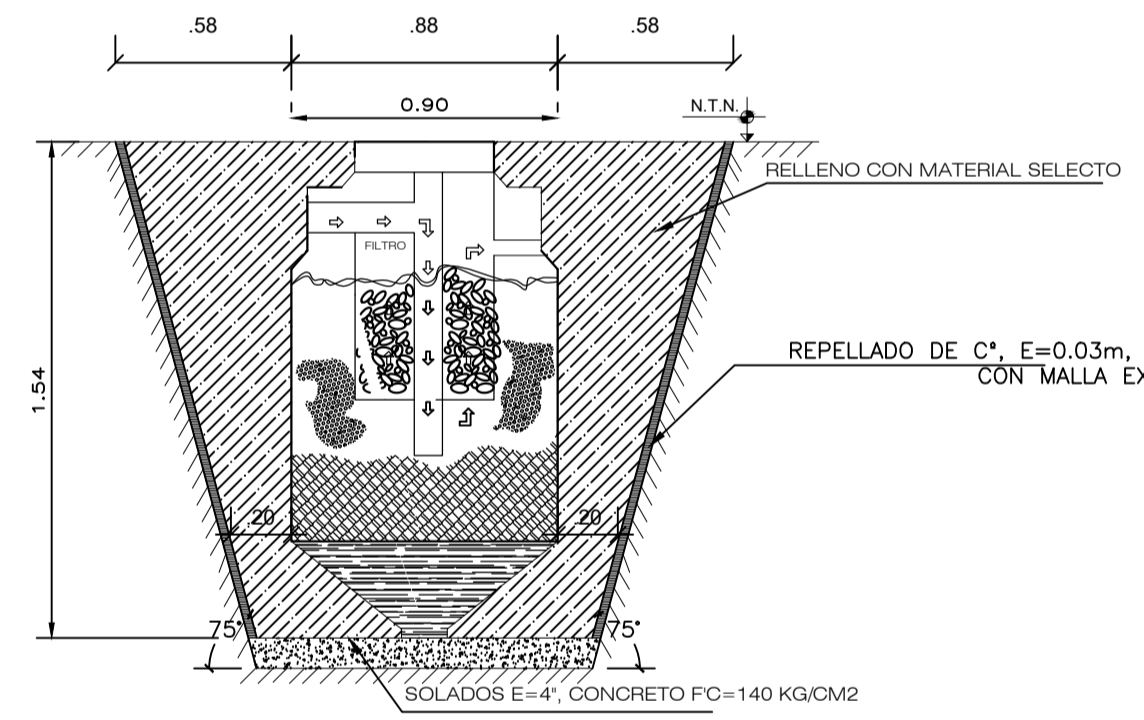 .58 .88 .58
0.90
N.T.N.
RELLENO CON MATERIAL SELECTO
FILTRO
REPELLADO DE C°, E=0.03m,
CON MALLA EX
1.54
.20 .20
75° 75°
SOLADOS E=4", CONCRETO F'C=140 KG/CM2